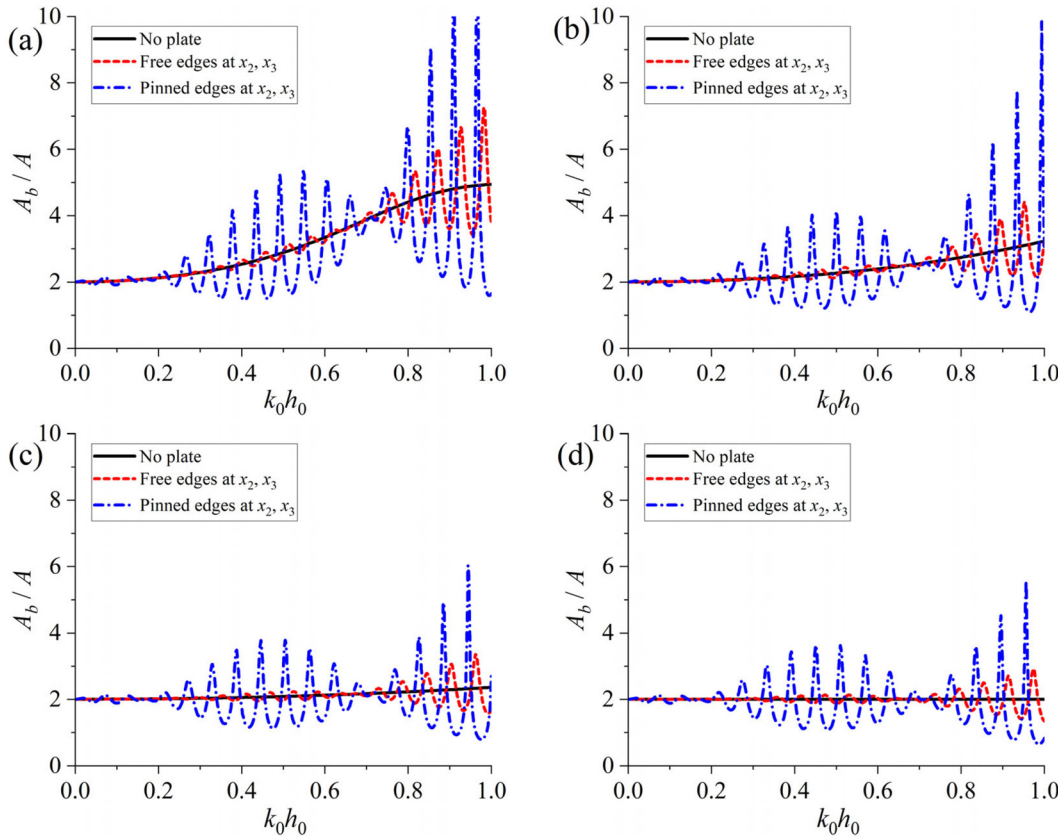 (a)
10
8
6
4
2
0
A_b / A
No plate
Free edges at x₂, x₃
Pinned edges at x₂, x₃
0.0 0.2 0.4 0.6 0.8 1.0
k₀h₀
(b)
10
8
6
4
2
0
A_b / A
No plate
Free edges at x₂, x₃
Pinned edges at x₂, x₃
0.0 0.2 0.4 0.6 0.8 1.0
k₀h₀
(c)
10
8
6
4
2
0
A_b / A
No plate
Free edges at x₂, x₃
Pinned edges at x₂, x₃
0.0 0.2 0.4 0.6 0.8 1.0
k₀h₀
(d)
10
8
6
4
2
0
A_b / A
No plate
Free edges at x₂, x₃
Pinned edges at x₂, x₃
0.0 0.2 0.4 0.6 0.8 1.0
k₀h₀